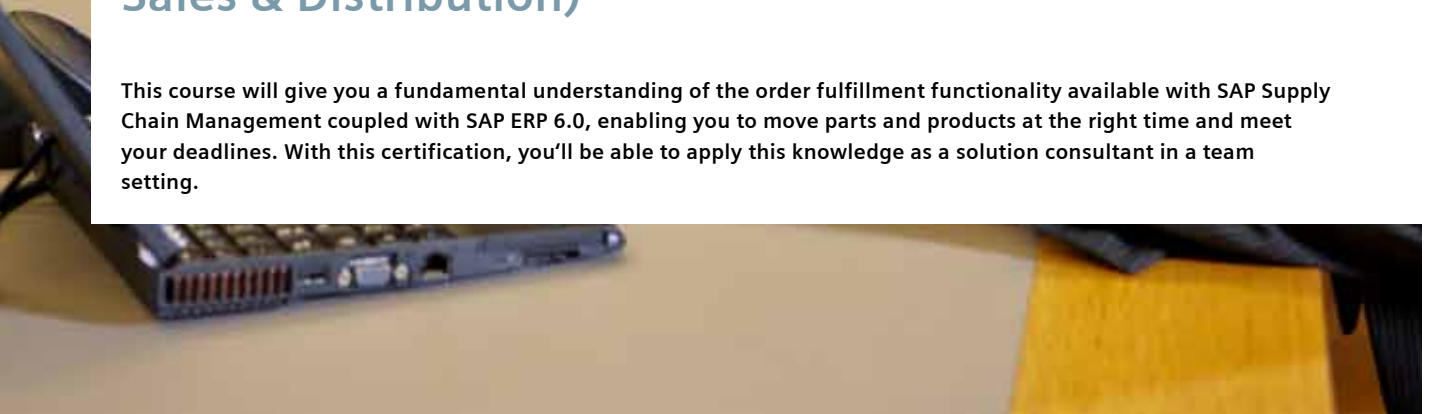 Sales & Distribution)
This course will give you a fundamental understanding of the order fulfillment functionality available with SAP Supply
Chain Management coupled with SAP ERP 6.0, enabling you to move parts and products at the right time and meet
your deadlines. With this certification, you‘ll be able to apply this knowledge as a solution consultant in a team
setting.